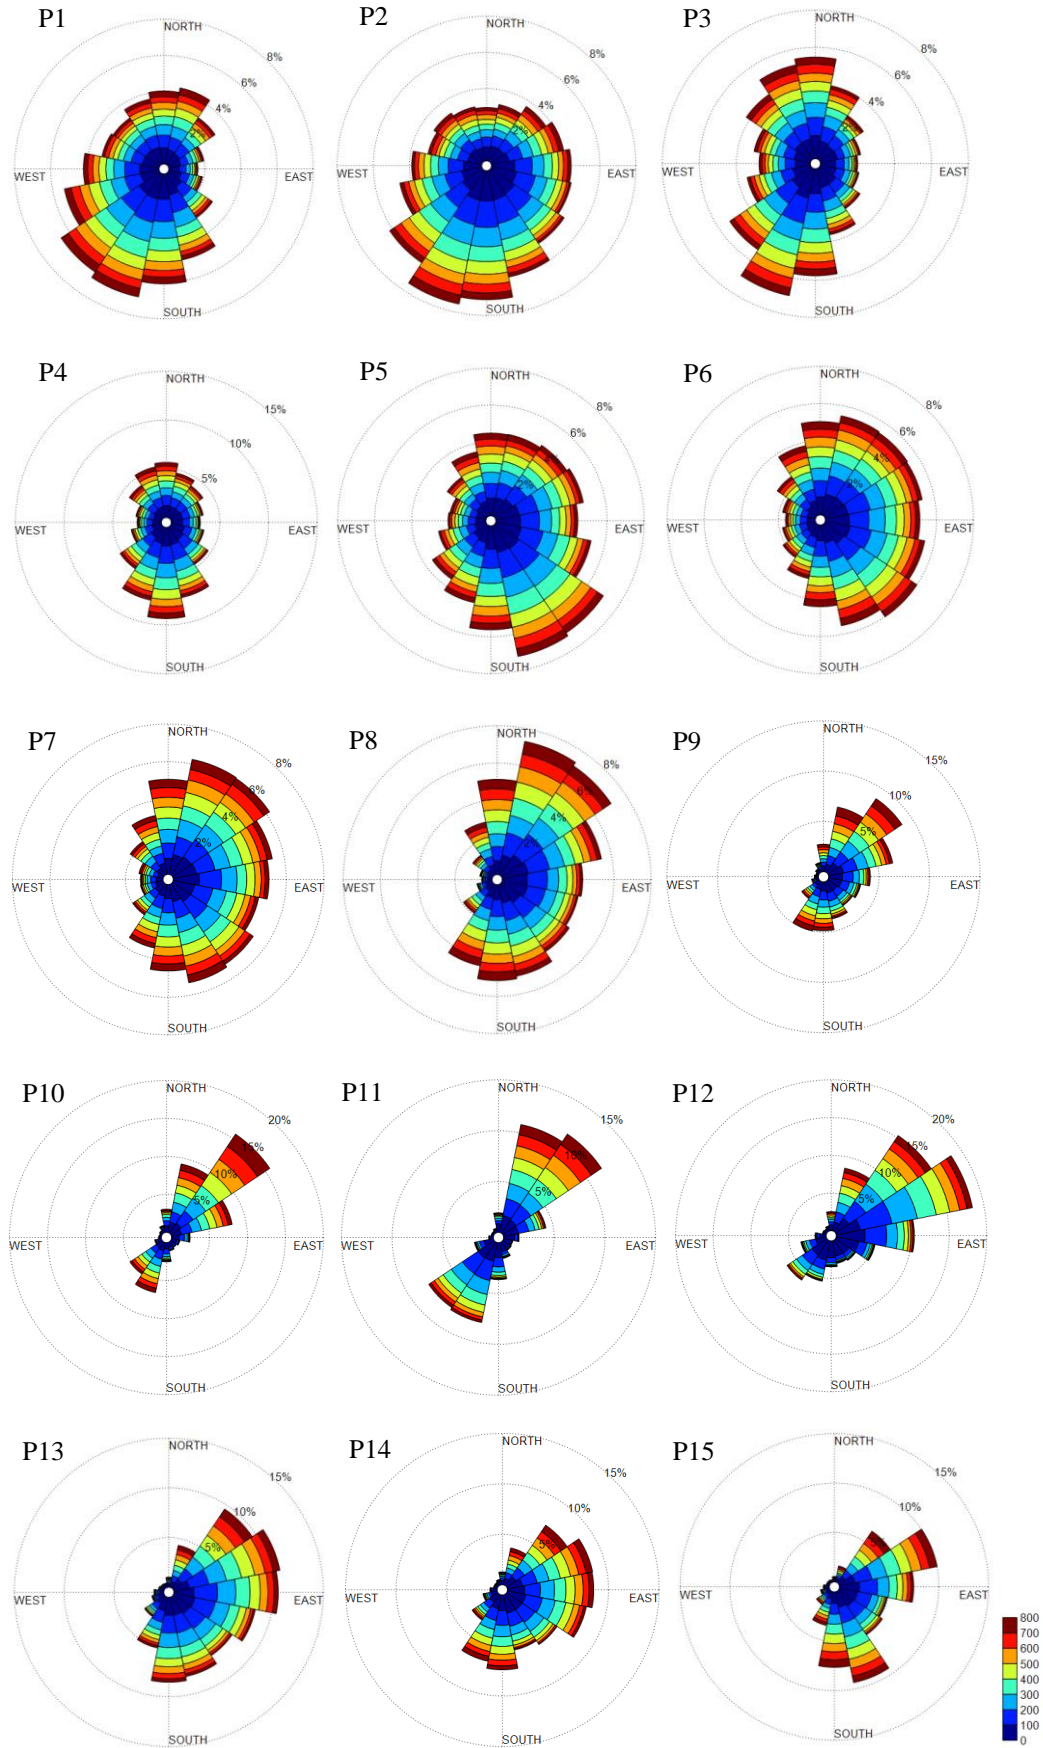 P1
NORTH
8%
6%
4%
2%
WEST
EAST
SOUTH
P2
NORTH
8%
6%
4%
2%
WEST
EAST
SOUTH
P3
NORTH
8%
6%
4%
2%
WEST
EAST
SOUTH
P4
NORTH
15%
10%
5%
WEST
EAST
SOUTH
P5
NORTH
8%
6%
2%
WEST
EAST
SOUTH
P6
NORTH
8%
6%
4%
2%
WEST
EAST
SOUTH
P7
NORTH
8%
6%
4%
2%
WEST
EAST
SOUTH
P8
NORTH
8%
6%
4%
2%
WEST
EAST
SOUTH
P9
NORTH
15%
10%
5%
WEST
EAST
SOUTH
P10
NORTH
20%
15%
10%
5%
WEST
EAST
SOUTH
P11
NORTH
15%
10%
5%
WEST
EAST
SOUTH
P12
NORTH
20%
15%
10%
5%
WEST
EAST
SOUTH
P13
NORTH
15%
10%
5%
WEST
EAST
SOUTH
P14
NORTH
15%
10%
5%
WEST
EAST
SOUTH
P15
NORTH
15%
10%
5%
WEST
EAST
SOUTH
800
700
600
500
400
300
200
100
0